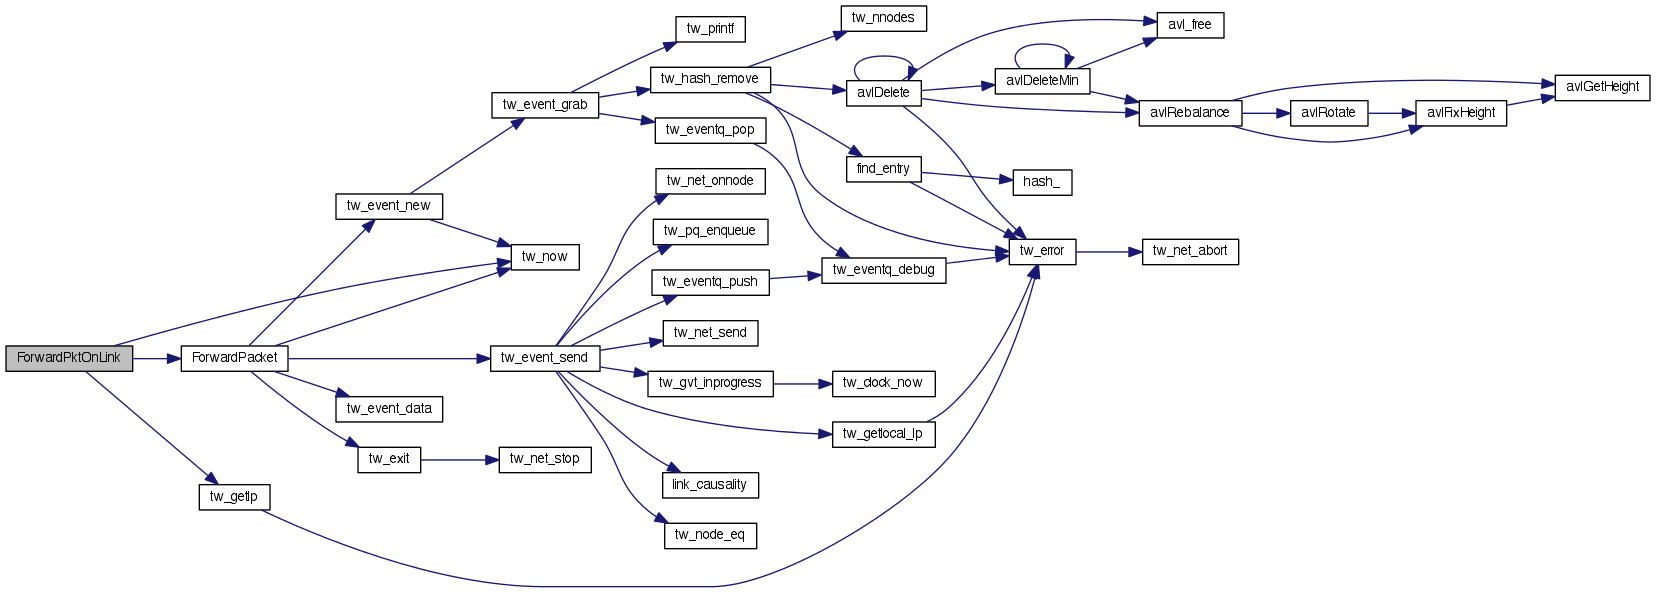 tw_printf
tw_nnodes
avl_free
tw_hash_remove
avlDelete
avlDeleteMin
avlGetHeight
tw_event_grab
avlRebalance
avlRotate
avlFixHeight
tw_eventq_pop
find_entry
hash_
tw_net_onnode
tw_event_new
tw_pq_enqueue
tw_now
tw_error
tw_net_abort
tw_eventq_debug
tw_eventq_push
tw_net_send
ForwardPktOnLink
ForwardPacket
tw_event_send
tw_gvt_inprogress
tw_clock_now
tw_event_data
tw_getlocal_lp
tw_exit
tw_net_stop
link_causality
tw_getlp
tw_node_eq